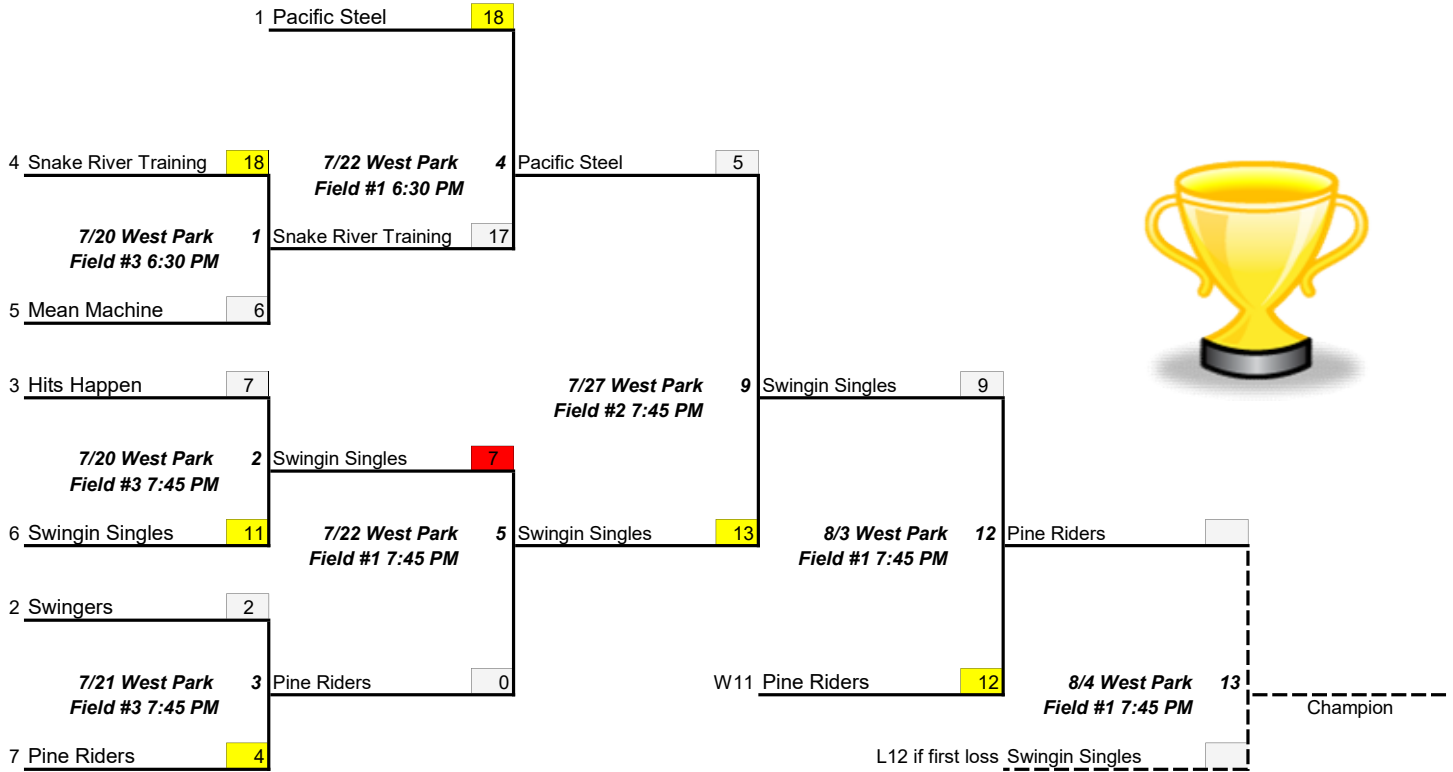 1 Pacific Steel 18
4 Snake River Training 18
7/22 West Park 4 Pacific Steel 5
Field #1 6:30 PM
7/20 West Park 1 Snake River Training 17
Field #3 6:30 PM
5 Mean Machine 6
3 Hits Happen 7
7/27 West Park 9 Swingin Singles 9
Field #2 7:45 PM
7/20 West Park 2 Swingin Singles 7
Field #3 7:45 PM
6 Swingin Singles 11
7/22 West Park 5 Swingin Singles 13
Field #1 7:45 PM
8/3 West Park 12 Pine Riders
Field #1 7:45 PM
2 Swingers 2
7/21 West Park 3 Pine Riders 0
Field #3 7:45 PM
W11 Pine Riders 12
8/4 West Park 13
Field #1 7:45 PM
Champion
7 Pine Riders 4
L12 if first loss Swingin Singles